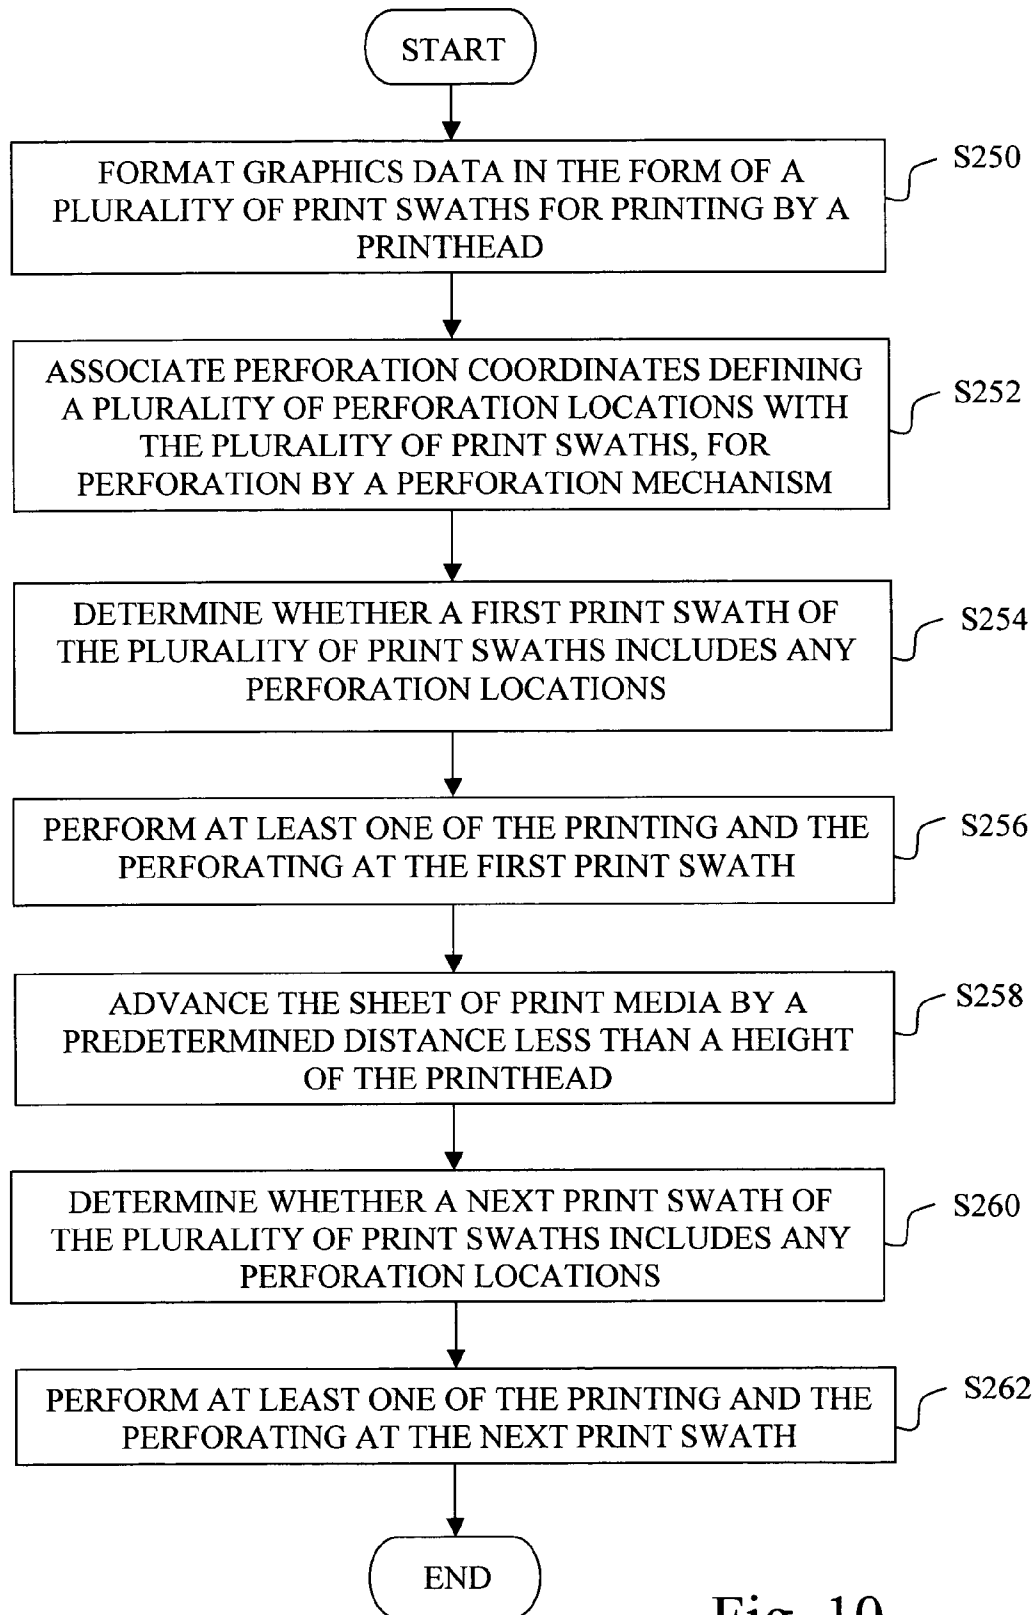 START
FORMAT GRAPHICS DATA IN THE FORM OF A
PLURALITY OF PRINT SWATHS FOR PRINTING BY A
PRINTHEAD
S250
ASSOCIATE PERFORATION COORDINATES DEFINING
A PLURALITY OF PERFORATION LOCATIONS WITH
THE PLURALITY OF PRINT SWATHS, FOR
PERFORATION BY A PERFORATION MECHANISM
S252
DETERMINE WHETHER A FIRST PRINT SWATH OF
THE PLURALITY OF PRINT SWATHS INCLUDES ANY
PERFORATION LOCATIONS
S254
PERFORM AT LEAST ONE OF THE PRINTING AND THE
PERFORATING AT THE FIRST PRINT SWATH
S256
ADVANCE THE SHEET OF PRINT MEDIA BY A
PREDETERMINED DISTANCE LESS THAN A HEIGHT
OF THE PRINTHEAD
S258
DETERMINE WHETHER A NEXT PRINT SWATH OF
THE PLURALITY OF PRINT SWATHS INCLUDES ANY
PERFORATION LOCATIONS
S260
PERFORM AT LEAST ONE OF THE PRINTING AND THE
PERFORATING AT THE NEXT PRINT SWATH
S262
END
Fig. 10